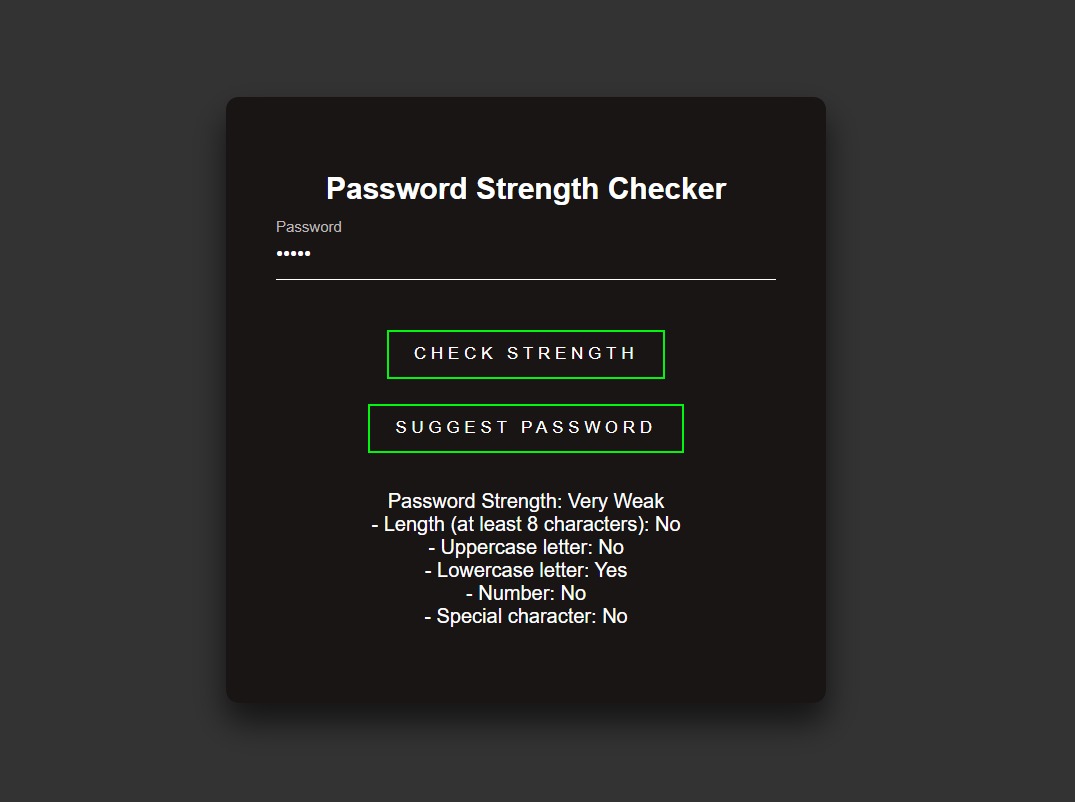 Password Strength Checker
Password
•••••
CHECK STRENGTH
SUGGEST PASSWORD
Password Strength: Very Weak
- Length (at least 8 characters): No
- Uppercase letter: No
- Lowercase letter: Yes
- Number: No
- Special character: No